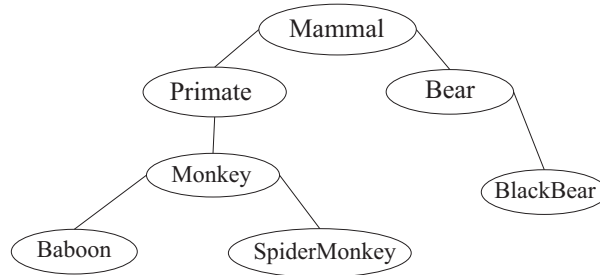 Mammal
Primate
Bear
Monkey
BlackBear
Baboon
SpiderMonkey